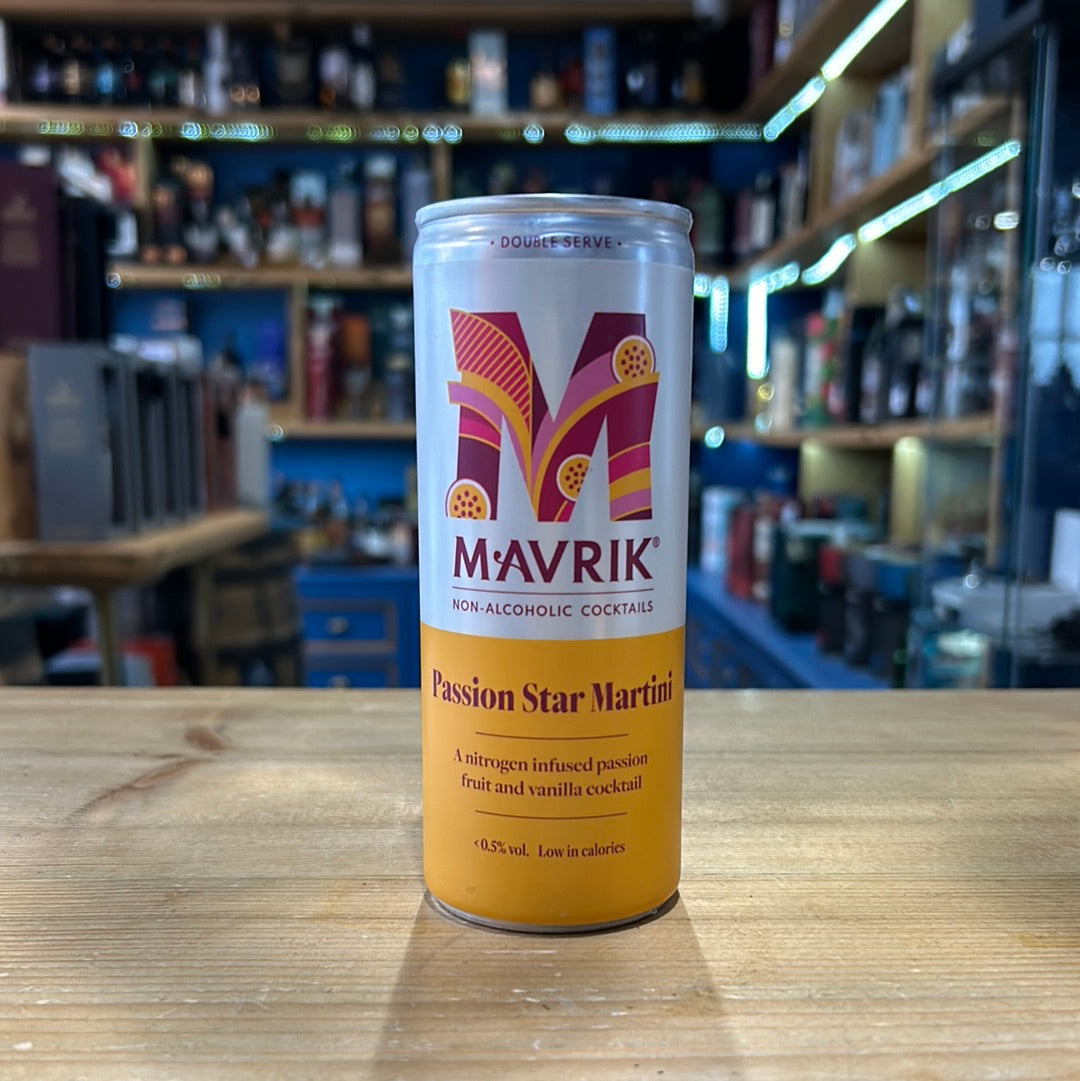 • DOUBLE SERVE •
M
MAVRIK®
NON-ALCOHOLIC COCKTAILS
Passion Star Martini
A nitrogen infused passion
fruit and vanilla cocktail
<0.5% vol. Low in calories